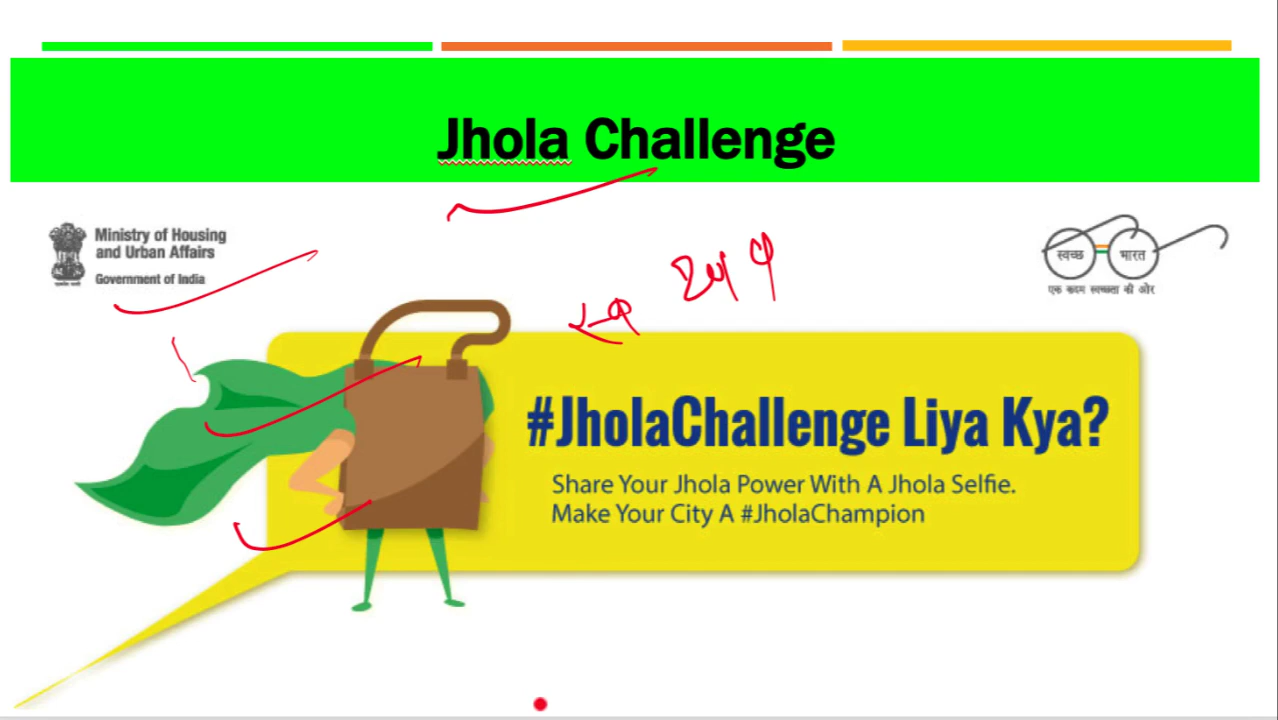 Jhola Challenge
Ministry of Housing
and Urban Affairs
Government of India
स्वच्छ भारत
एक कदम स्वच्छता की ओर
#JholaChallenge Liya Kya?
Share Your Jhola Power With A Jhola Selfie.
Make Your City A #JholaChampion